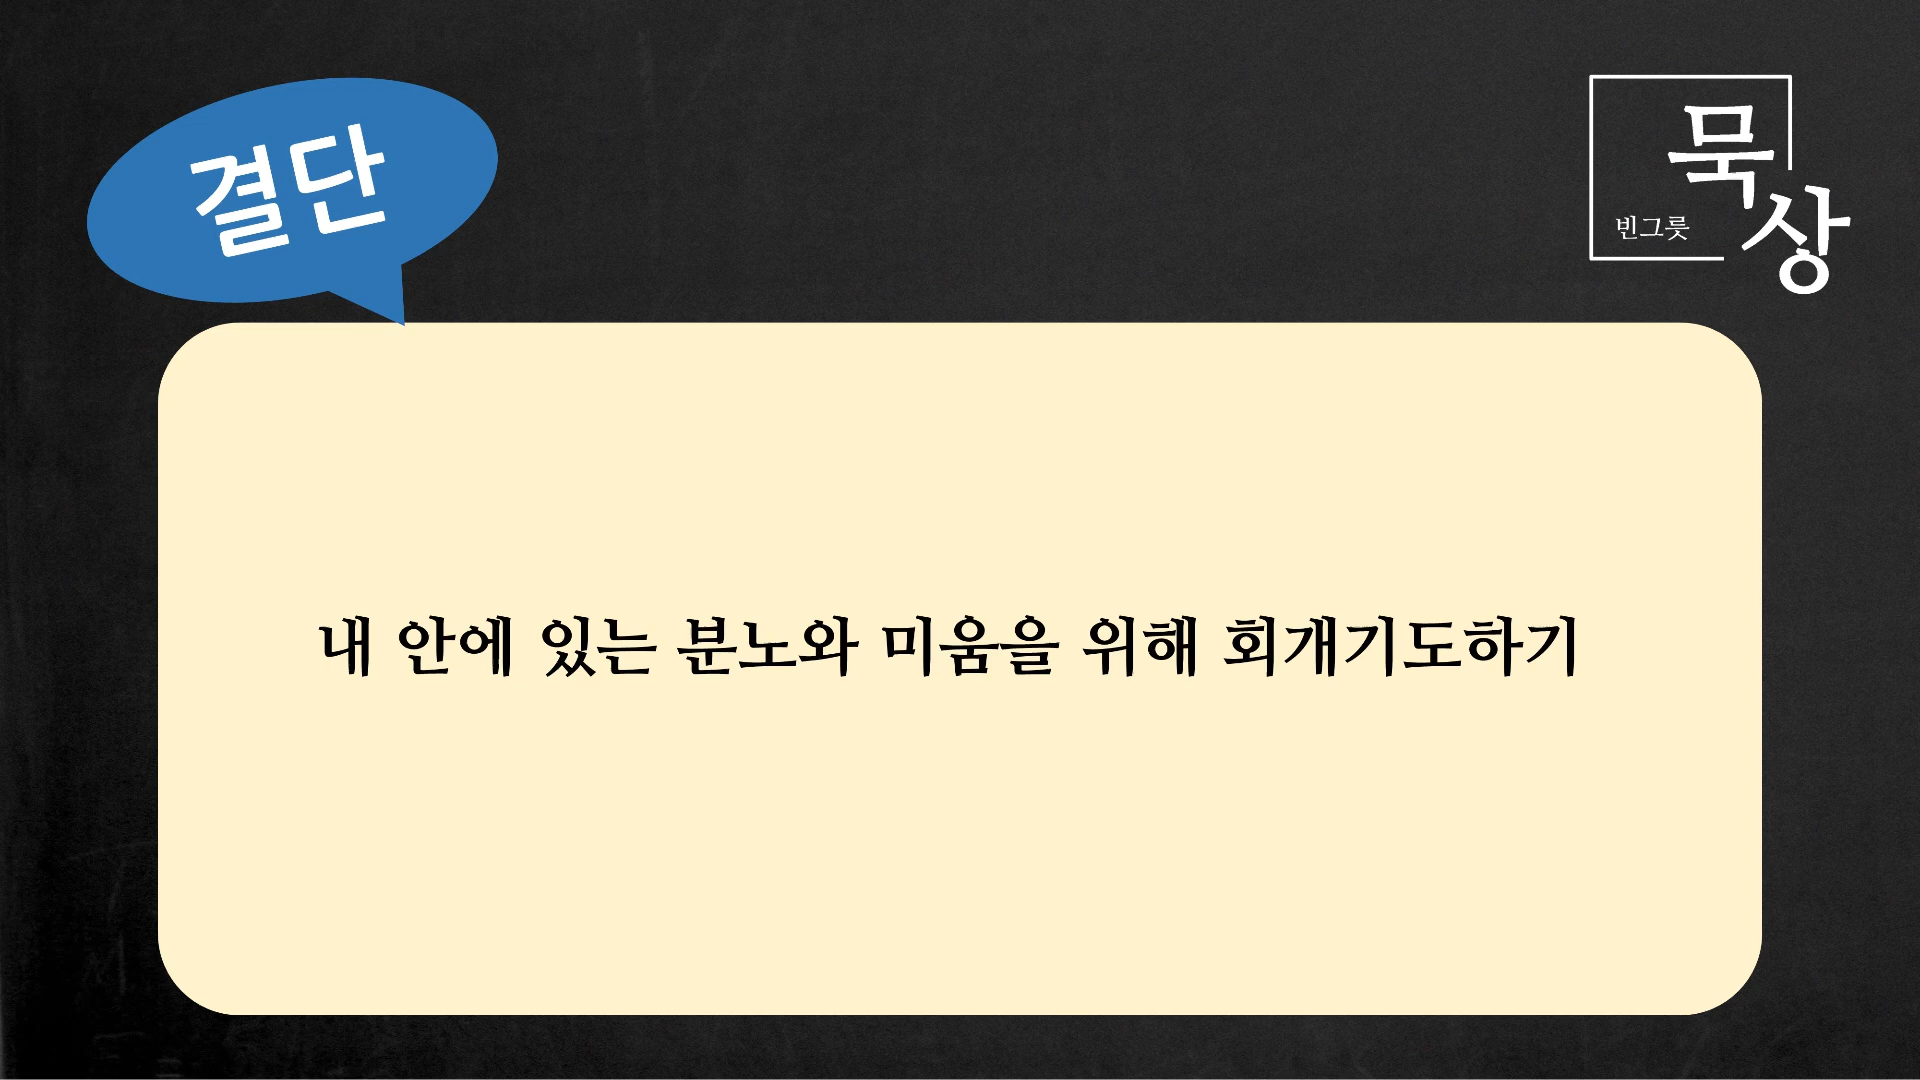 결단
묵상
빈그릇
내 안에 있는 분노와 미움을 위해 회개기도하기